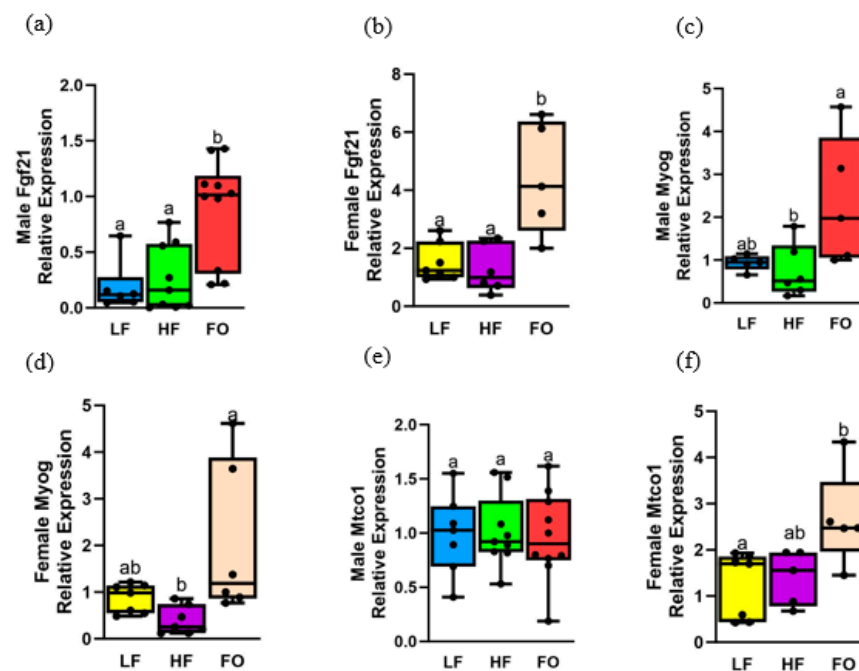 (a)
Male Fgf21
Relative Expression
2.0
1.5
1.0
0.5
0.0
a
a
b
LF HF FO
(b)
Female Fgf21
Relative Expression
8
6
4
2
0
a
a
b
LF HF FO
(c)
Male Myog
Relative Expression
5
4
3
2
1
0
ab
b
a
LF HF FO
(d)
Female Myog
Relative Expression
5
4
3
2
1
0
ab
b
a
LF HF FO
(e)
Male Mtco1
Relative Expression
2.0
1.5
1.0
0.5
0.0
a
a
a
LF HF FO
(f)
Female Mtco1
Relative Expression
5
4
3
2
1
0
a
ab
b
LF HF FO